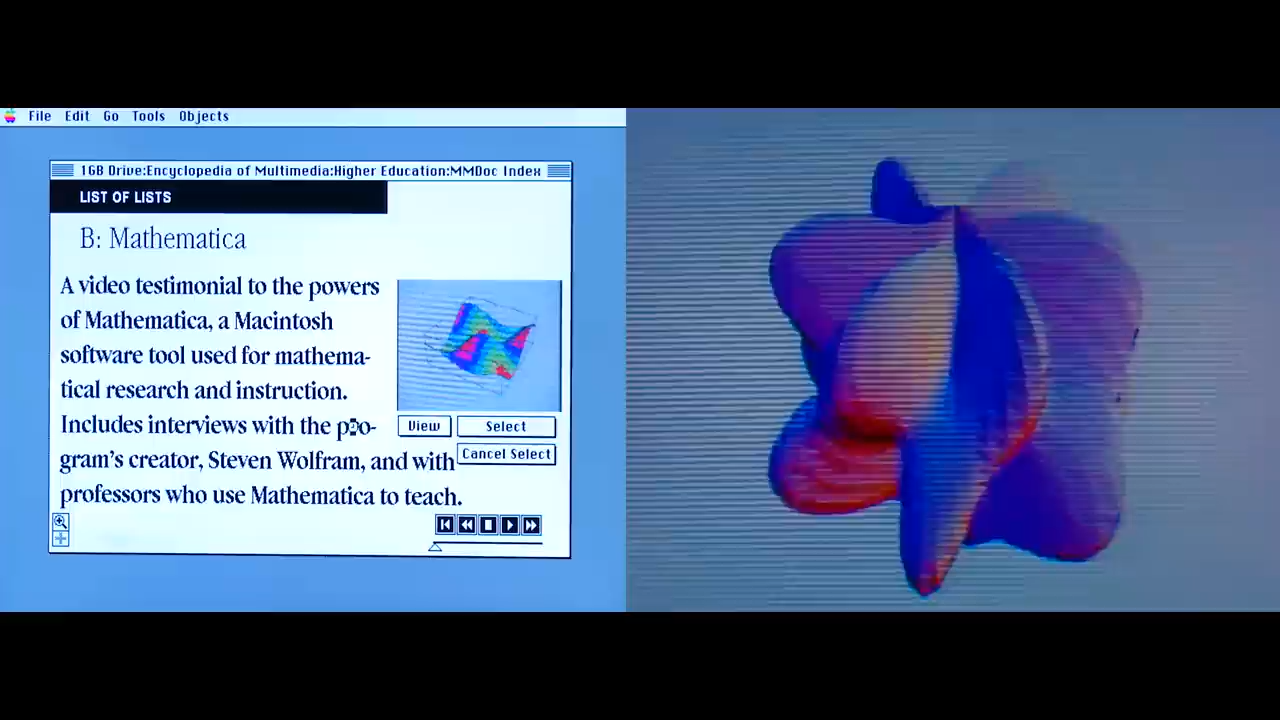 File Edit Go Tools Objects
1GB Drive:Encyclopedia of Multimedia:Higher Education:MMDoc Index
LIST OF LISTS
B: Mathematica
A video testimonial to the powers
of Mathematica, a Macintosh
software tool used for mathema-
tical research and instruction.
Includes interviews with the pro-
gram's creator, Steven Wolfram, and with
professors who use Mathematica to teach.
View
Select
Cancel Select